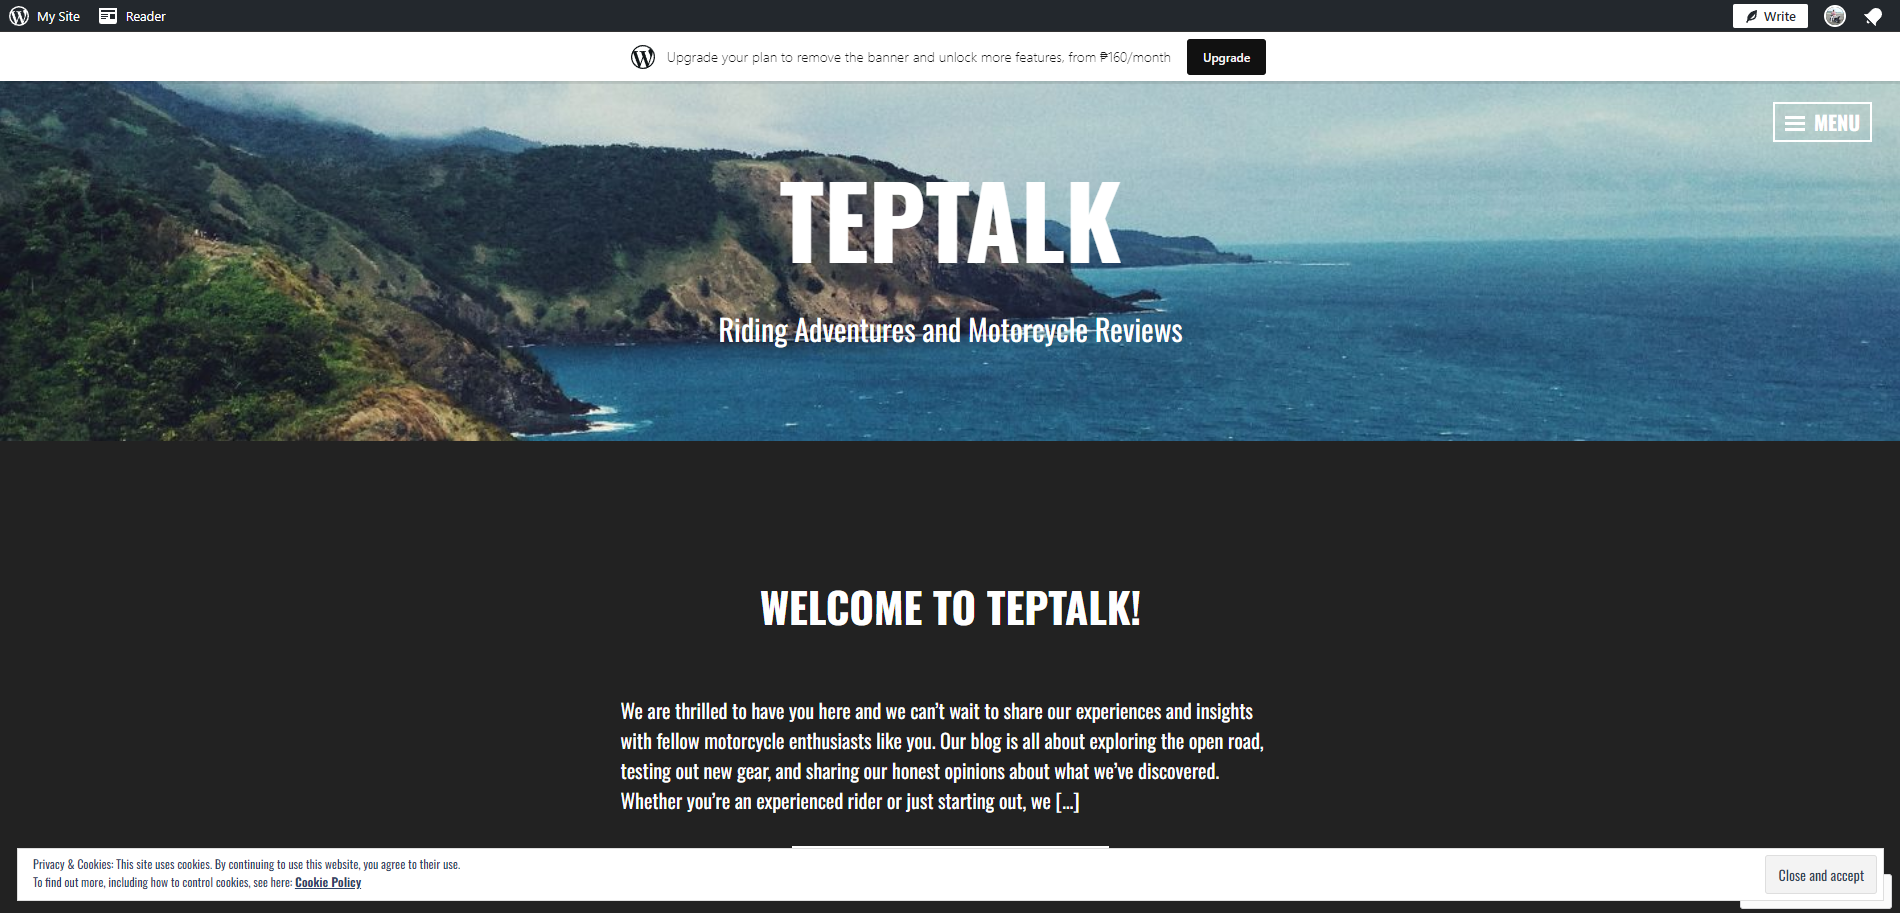 My Site Reader Write
Upgrade your plan to remove the banner and unlock more features, from ₱160/month Upgrade
MENU
TEPTALK
Riding Adventures and Motorcycle Reviews
WELCOME TO TEPTALK!
We are thrilled to have you here and we can’t wait to share our experiences and insights
with fellow motorcycle enthusiasts like you. Our blog is all about exploring the open road,
testing out new gear, and sharing our honest opinions about what we’ve discovered.
Whether you’re an experienced rider or just starting out, we [...]
Privacy & Cookies: This site uses cookies. By continuing to use this website, you agree to their use.
To find out more, including how to control cookies, see here: Cookie Policy
Close and accept